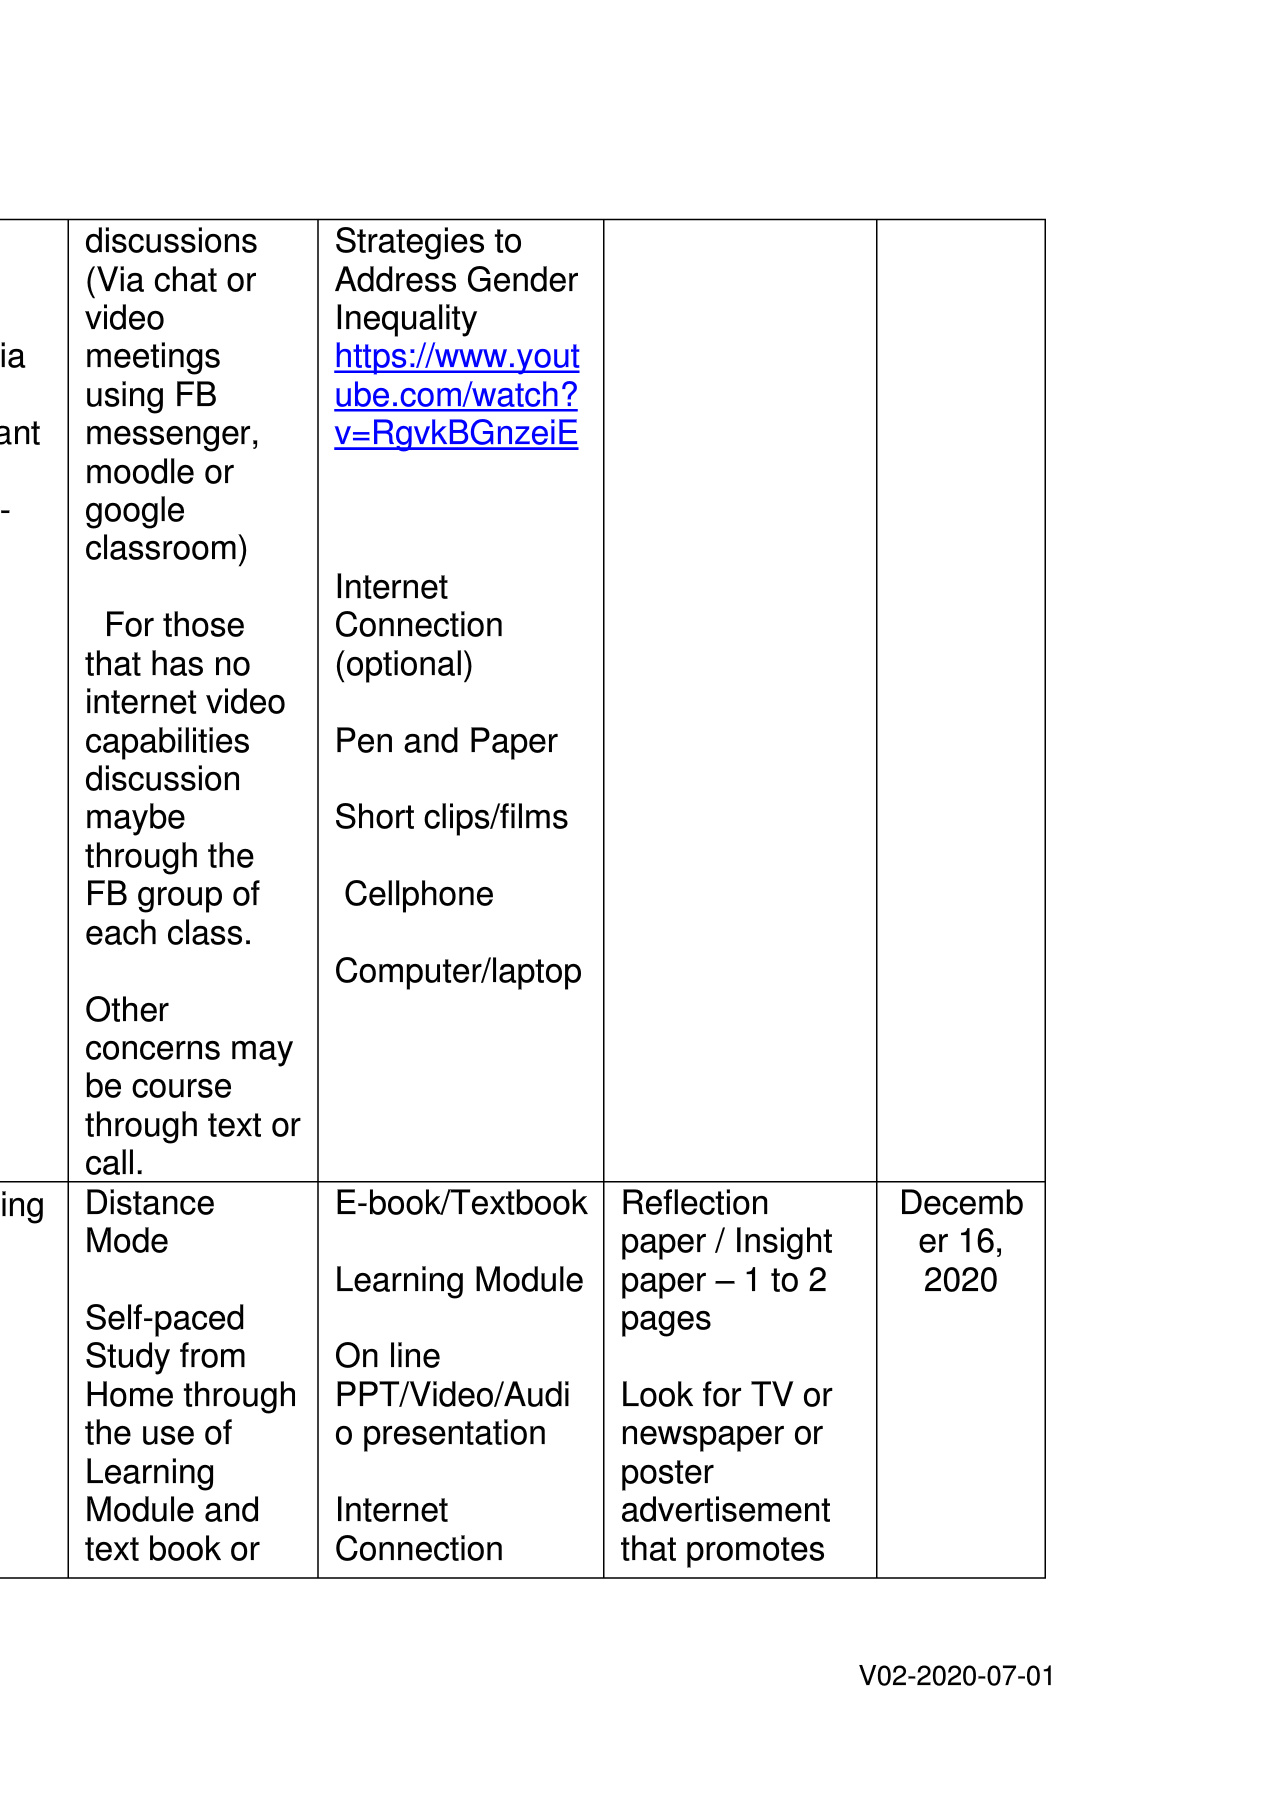 ia
ant
-
discussions
(Via chat or
video
meetings
using FB
messenger,
moodle or
google
classroom)
For those
that has no
internet video
capabilities
discussion
maybe
through the
FB group of
each class.
Other
concerns may
be course
through text or
call.
Strategies to
Address Gender
Inequality
https://www.yout
ube.com/watch?
v=RgvkBGnzeiE
Internet
Connection
(optional)
Pen and Paper
Short clips/films
Cellphone
Computer/laptop
ing
Distance
Mode
Self-paced
Study from
Home through
the use of
Learning
Module and
text book or
E-book/Textbook
Learning Module
On line
PPT/Video/Audi
o presentation
Internet
Connection
Reflection
paper / Insight
paper – 1 to 2
pages
Look for TV or
newspaper or
poster
advertisement
that promotes
Decemb
er 16,
2020
V02-2020-07-01